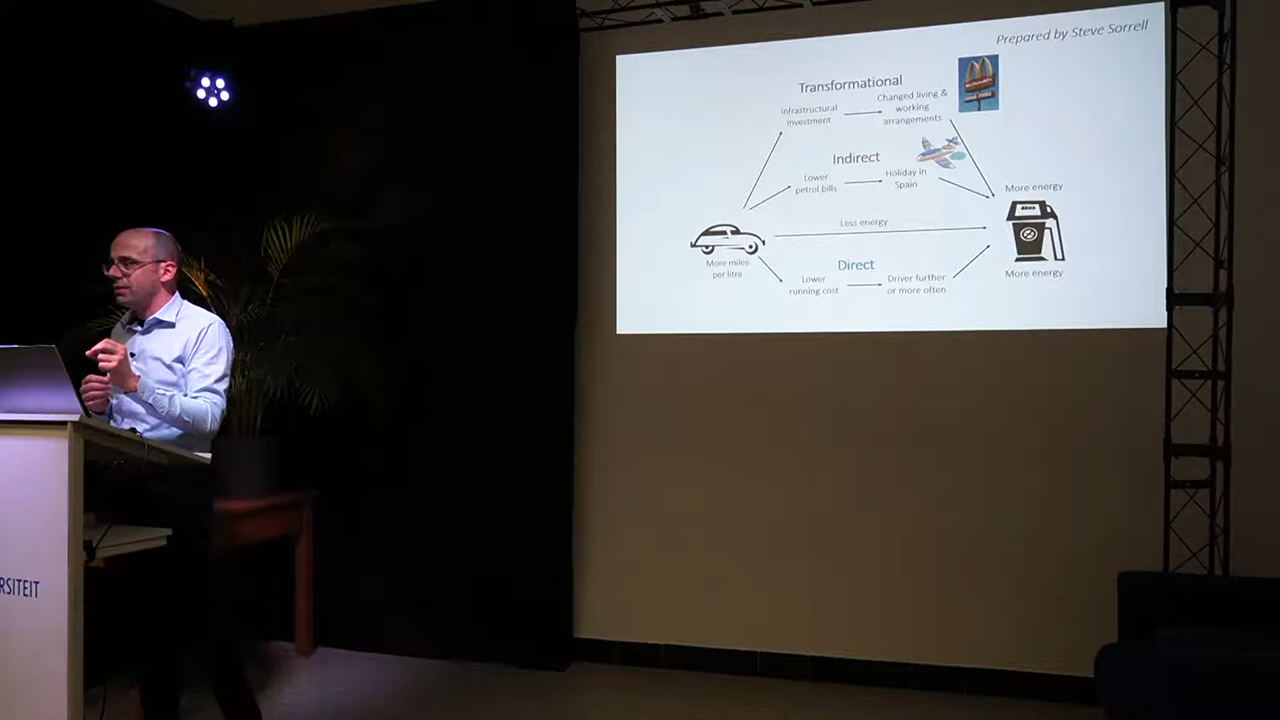 Prepared by Steve Sorrell
Transformational
Infrastructural
investment
Changed living &
working
arrangements
McDonald's
Indirect
Lower
petrol bills
Holiday in
Spain
More energy
Less energy
More miles
per litre
Direct
Lower
running cost
Driver further
or more often
More energy
RSITEIT